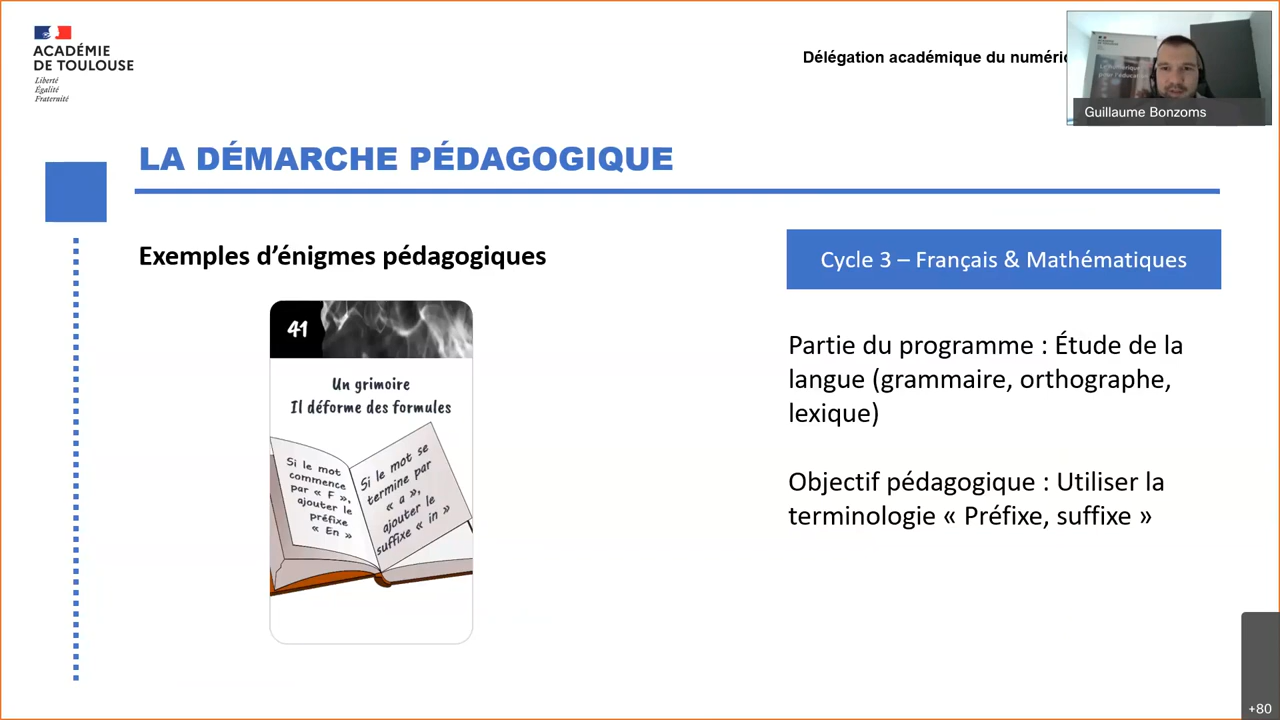 ACADÉMIE
DE TOULOUSE
Liberté
Égalité
Fraternité
Délégation académique du
Guillaume Bonzoms
LA DÉMARCHE PÉDAGOGIQUE
Exemples d’énigmes pédagogiques
Cycle 3 – Français & Mathématiques
41
Un grimoire
Il déforme des formules
Si le mot
commence
par « F »,
ajouter le
préfixe
« En »
Si le mot se
termine par
« a »,
ajouter le
suffixe « in »
Partie du programme : Étude de la
langue (grammaire, orthographe,
lexique)
Objectif pédagogique : Utiliser la
terminologie « Préfixe, suffixe »
+80